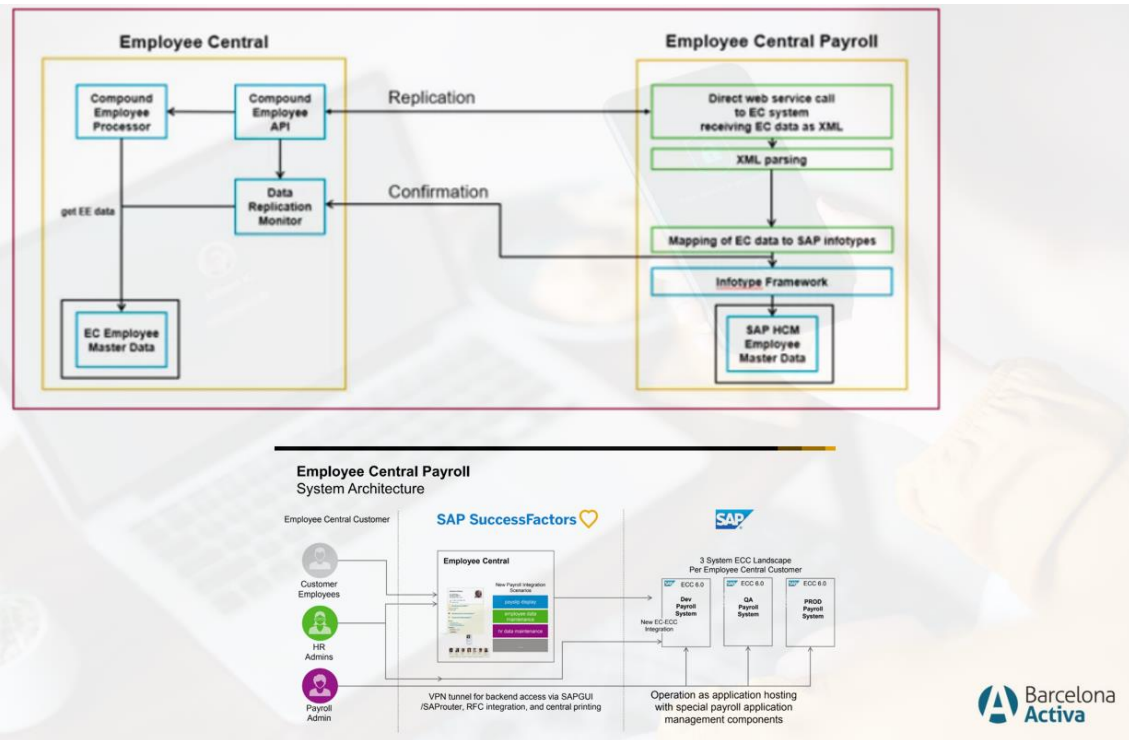 Employee Central
Employee Central Payroll
Compound
Employee
Processor
Compound
Employee
API
Replication
Direct web service call
to EC system
receiving EC data as XML
XML parsing
get EE data
Data
Replication
Monitor
Confirmation
Mapping of EC data to SAP infotypes
Infotype Framework
EC Employee
Master Data
SAP HCM
Employee
Master Data
Employee Central Payroll
System Architecture
Employee Central Customer
SAP SuccessFactors
SAP
3 System ECC Landscape
Per Employee Central Customer
Customer
Employees
HR
Admins
Payroll
Admin
Employee Central
New Payroll Integration
Scenarios
payslip display
employee data
maintenance
hr data maintenance
...
New EC-ECC
Integration
SAP ECC 6.0
Dev
Payroll
System
SAP ECC 6.0
QA
Payroll
System
SAP ECC 6.0
PROD
Payroll
System
VPN tunnel for backend access via SAPGUI
/SAProuter, RFC integration, and central printing
Operation as application hosting
with special payroll application
management components
Barcelona
Activa